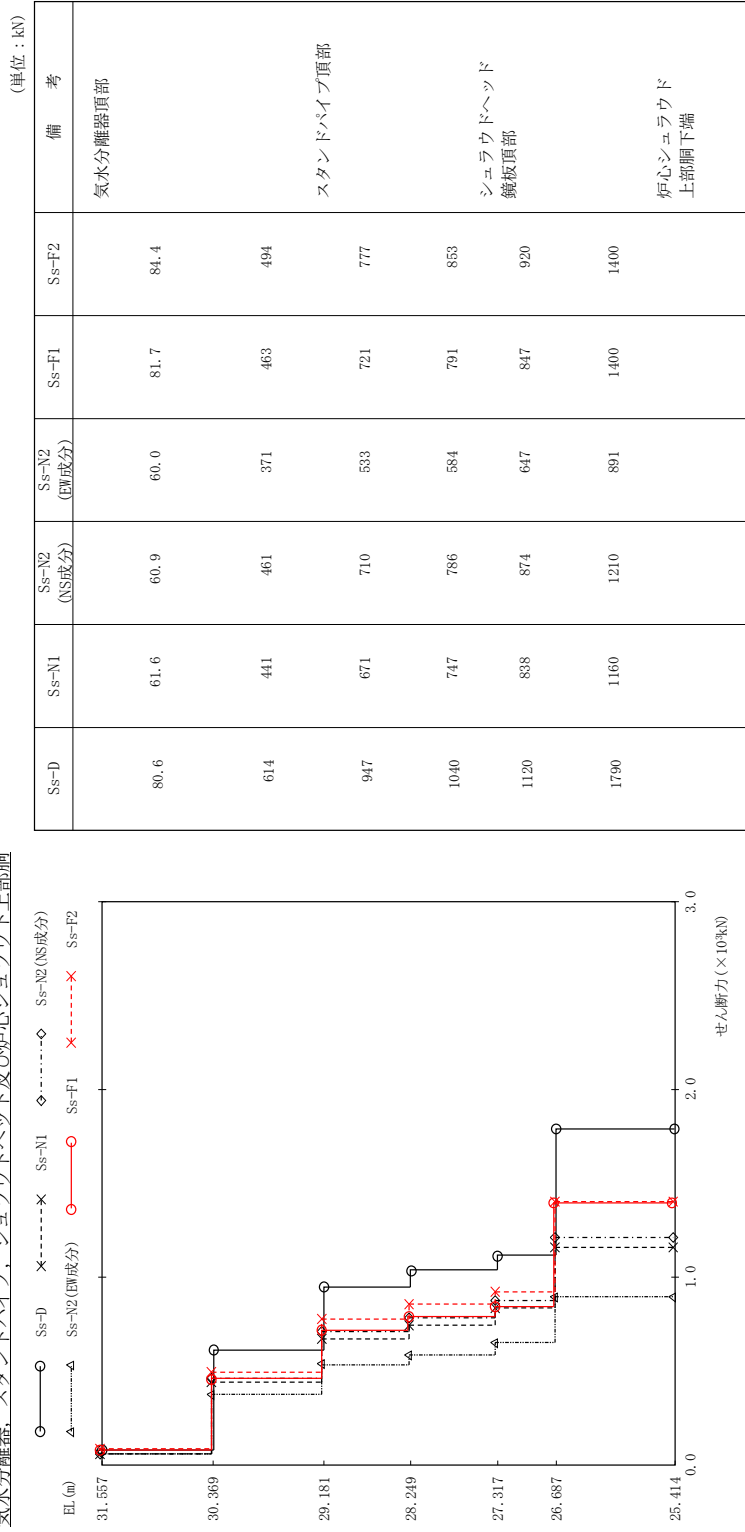 気水分離器，スタンドパイプ，シュラウドヘッド及び炉心シュラウド上部胴
Ss-D
Ss-N1
Ss-N2(NS成分)
Ss-N2(EW成分)
Ss-F1
Ss-F2
EL(m)
31.557
30.369
29.181
28.249
27.317
26.687
25.414
0.0
1.0
2.0
3.0
せん断力(×10³kN)
(単位：kN)
Ss-D Ss-N1 Ss-N2 (NS成分) Ss-N2 (EW成分) Ss-F1 Ss-F2 備 考
気水分離器頂部
80.6 61.6 60.9 60.0 81.7 84.4
614 441 461 371 463 494
スタンドパイプ頂部
947 671 710 533 721 777
1040 747 786 584 791 853
シュラウドヘッド
鏡板頂部
1120 838 874 647 847 920
1790 1160 1210 891 1400 1400
炉心シュラウド
上部胴下端